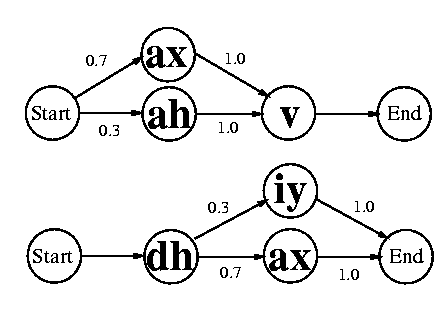 0.7 ax 1.0
Start ah v End
0.3 1.0
iy
0.3 1.0
Start dh ax End
0.7 1.0